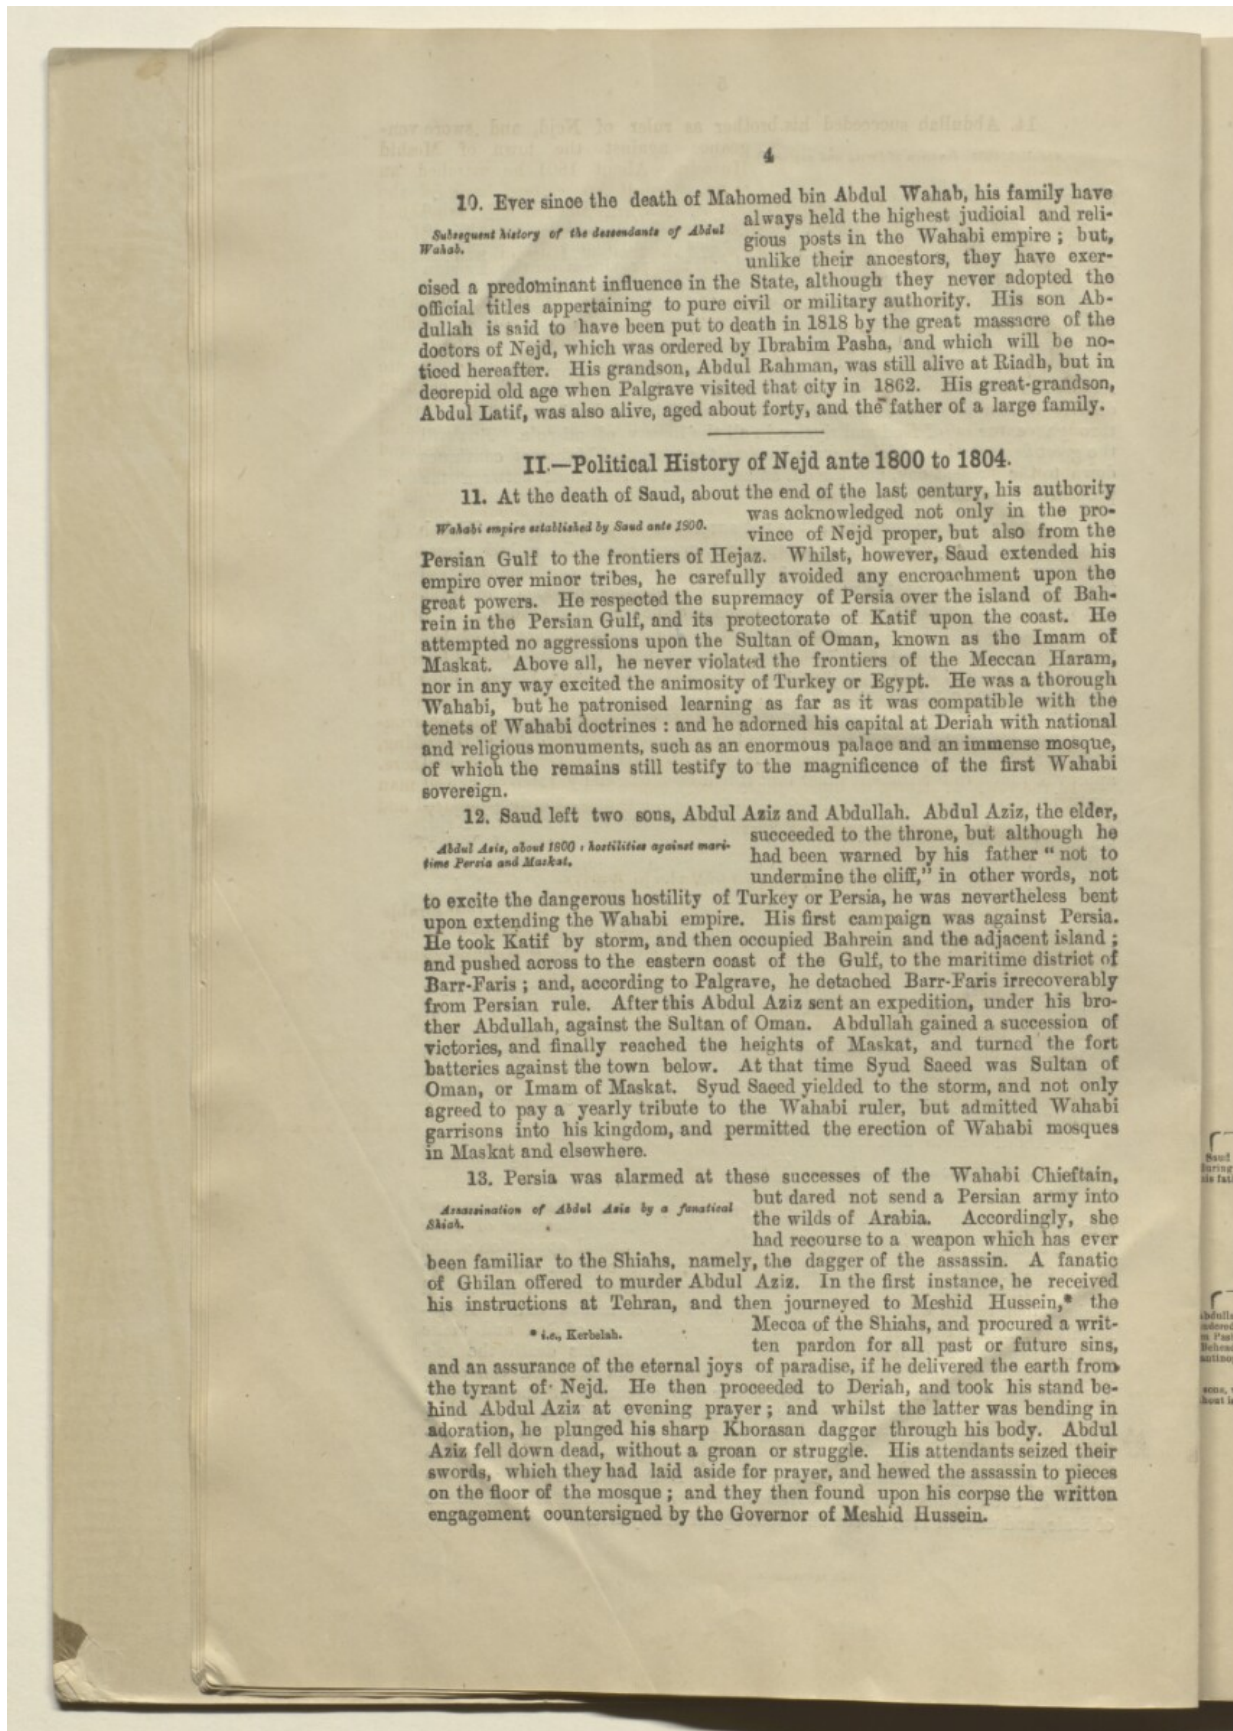 4
10. Ever since the death of Mahomed bin Abdul Wahab, his family have
Subsequent history of the descendants of Abdul
Wahab.
always held the highest judicial and reli-
gious posts in the Wahabi empire ; but,
unlike their ancestors, they have exer-
cised a predominant influence in the State, although they never adopted the
official titles appertaining to pure civil or military authority. His son Ab-
dullah is said to have been put to death in 1818 by the great massacre of the
doctors of Nejd, which was ordered by Ibrahim Pasha, and which will be no-
ticed hereafter. His grandson, Abdul Rahman, was still alive at Riadh, but in
decrepid old age when Palgrave visited that city in 1862. His great-grandson,
Abdul Latif, was also alive, aged about forty, and the father of a large family.
II.—Political History of Nejd ante 1800 to 1804.
11. At the death of Saud, about the end of the last century, his authority
Wahabi empire established by Saud ante 1800.
was acknowledged not only in the pro-
vince of Nejd proper, but also from the
Persian Gulf to the frontiers of Hejaz. Whilst, however, Saud extended his
empire over minor tribes, he carefully avoided any encroachment upon the
great powers. He respected the supremacy of Persia over the island of Bah-
rein in the Persian Gulf, and its protectorate of Katif upon the coast. He
attempted no aggressions upon the Sultan of Oman, known as the Imam of
Maskat. Above all, he never violated the frontiers of the Meccan Haram,
nor in any way excited the animosity of Turkey or Egypt. He was a thorough
Wahabi, but he patronised learning as far as it was compatible with the
tenets of Wahabi doctrines : and he adorned his capital at Deriah with national
and religious monuments, such as an enormous palace and an immense mosque,
of which the remains still testify to the magnificence of the first Wahabi
sovereign.
12. Saud left two sons, Abdul Aziz and Abdullah. Abdul Aziz, the elder,
Abdul Aziz, about 1800 : hostilities against mari-
time Persia and Maskat.
succeeded to the throne, but although he
had been warned by his father " not to
undermine the cliff," in other words, not
to excite the dangerous hostility of Turkey or Persia, he was nevertheless bent
upon extending the Wahabi empire. His first campaign was against Persia.
He took Katif by storm, and then occupied Bahrein and the adjacent island ;
and pushed across to the eastern coast of the Gulf, to the maritime district of
Barr-Faris ; and, according to Palgrave, he detached Barr-Faris irrecoverably
from Persian rule. After this Abdul Aziz sent an expedition, under his bro-
ther Abdullah, against the Sultan of Oman. Abdullah gained a succession of
victories, and finally reached the heights of Maskat, and turned the fort
batteries against the town below. At that time Syud Saeed was Sultan of
Oman, or Imam of Maskat. Syud Saeed yielded to the storm, and not only
agreed to pay a yearly tribute to the Wahabi ruler, but admitted Wahabi
garrisons into his kingdom, and permitted the erection of Wahabi mosques
in Maskat and elsewhere.
13. Persia was alarmed at these successes of the Wahabi Chieftain,
Assassination of Abdul Aziz by a fanatical
Shiah.
but dared not send a Persian army into
the wilds of Arabia. Accordingly, she
had recourse to a weapon which has ever
been familiar to the Shiahs, namely, the dagger of the assassin. A fanatic
of Ghilan offered to murder Abdul Aziz. In the first instance, he received
his instructions at Tehran, and then journeyed to Meshid Hussein,* the
* i.e., Kerbelah.
Mecca of the Shiahs, and procured a writ-
ten pardon for all past or future sins,
and an assurance of the eternal joys of paradise, if he delivered the earth from
the tyrant of Nejd. He then proceeded to Deriah, and took his stand be-
hind Abdul Aziz at evening prayer ; and whilst the latter was bending in
adoration, he plunged his sharp Khorasan dagger through his body. Abdul
Aziz fell down dead, without a groan or struggle. His attendants seized their
swords, which they had laid aside for prayer, and hewed the assassin to pieces
on the floor of the mosque ; and they then found upon his corpse the written
engagement countersigned by the Governor of Meshid Hussein.